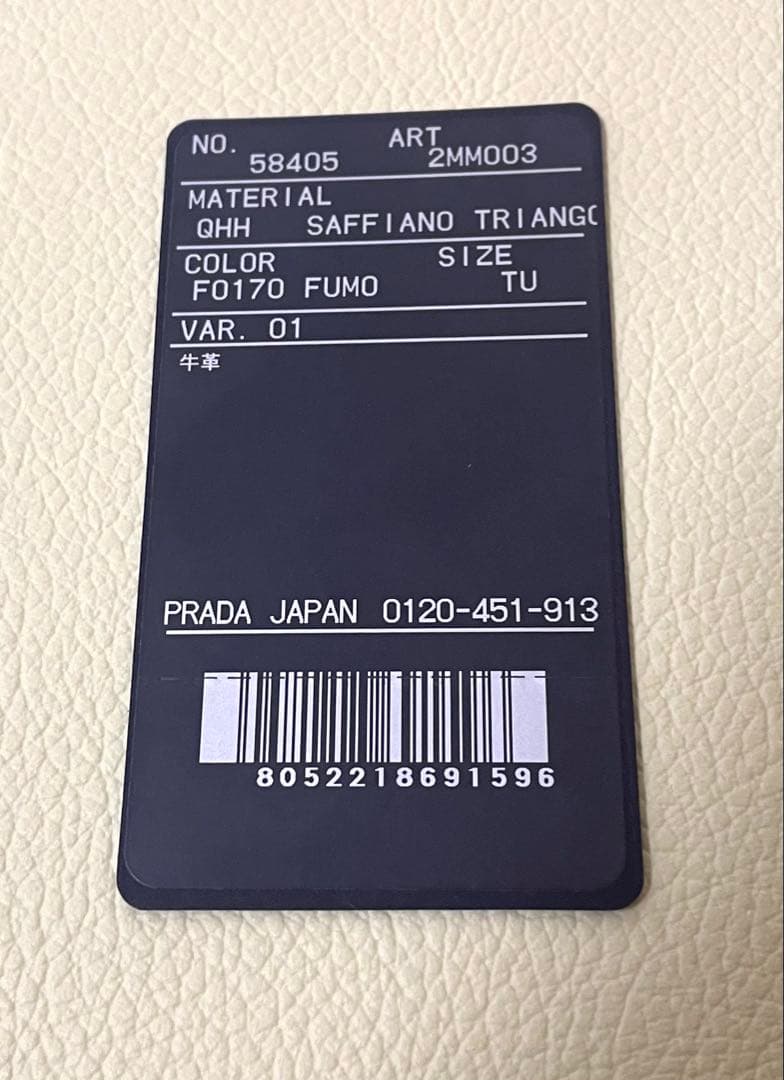 NO. ART
58405 2MM003
MATERIAL
QHH SAFFIANO TRIANGO
COLOR SIZE
F0170 FUMO TU
VAR. 01
牛革
PRADA JAPAN 0120-451-913
8052218691596